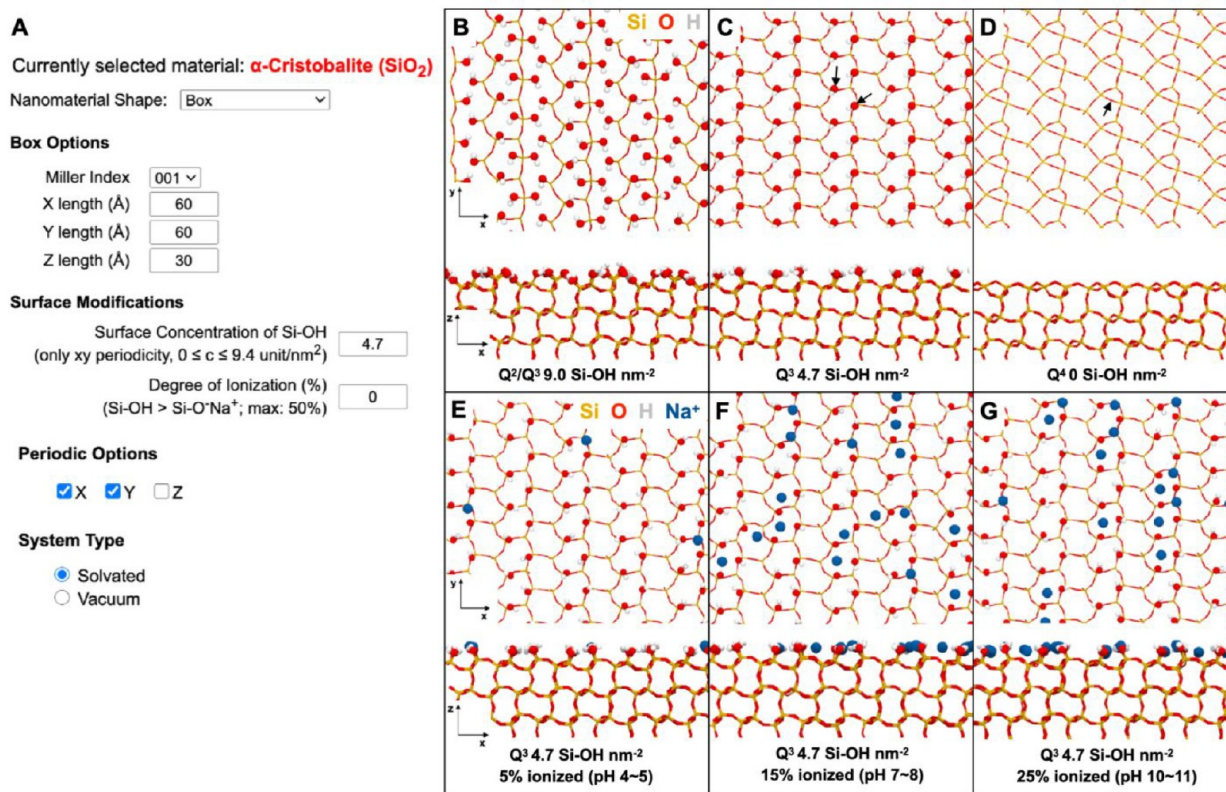 A
Currently selected material: α-Cristobalite (SiO₂)
Nanomaterial Shape: Box
Box Options
Miller Index 001
X length (Å) 60
Y length (Å) 60
Z length (Å) 30
Surface Modifications
Surface Concentration of Si-OH
(only xy periodicity, 0 ≤ c ≤ 9.4 unit/nm²) 4.7
Degree of Ionization (%)
(Si-OH > Si-O⁻Na⁺; max: 50%) 0
Periodic Options
X Y Z
System Type
Solvated
Vacuum
B Si O H
y
x
z
x
Q²/Q³ 9.0 Si-OH nm⁻²
C
Q³ 4.7 Si-OH nm⁻²
D
Q⁴ 0 Si-OH nm⁻²
E Si O H Na⁺
y
x
z
x
Q³ 4.7 Si-OH nm⁻²
5% ionized (pH 4~5)
F
Q³ 4.7 Si-OH nm⁻²
15% ionized (pH 7~8)
G
Q³ 4.7 Si-OH nm⁻²
25% ionized (pH 10~11)